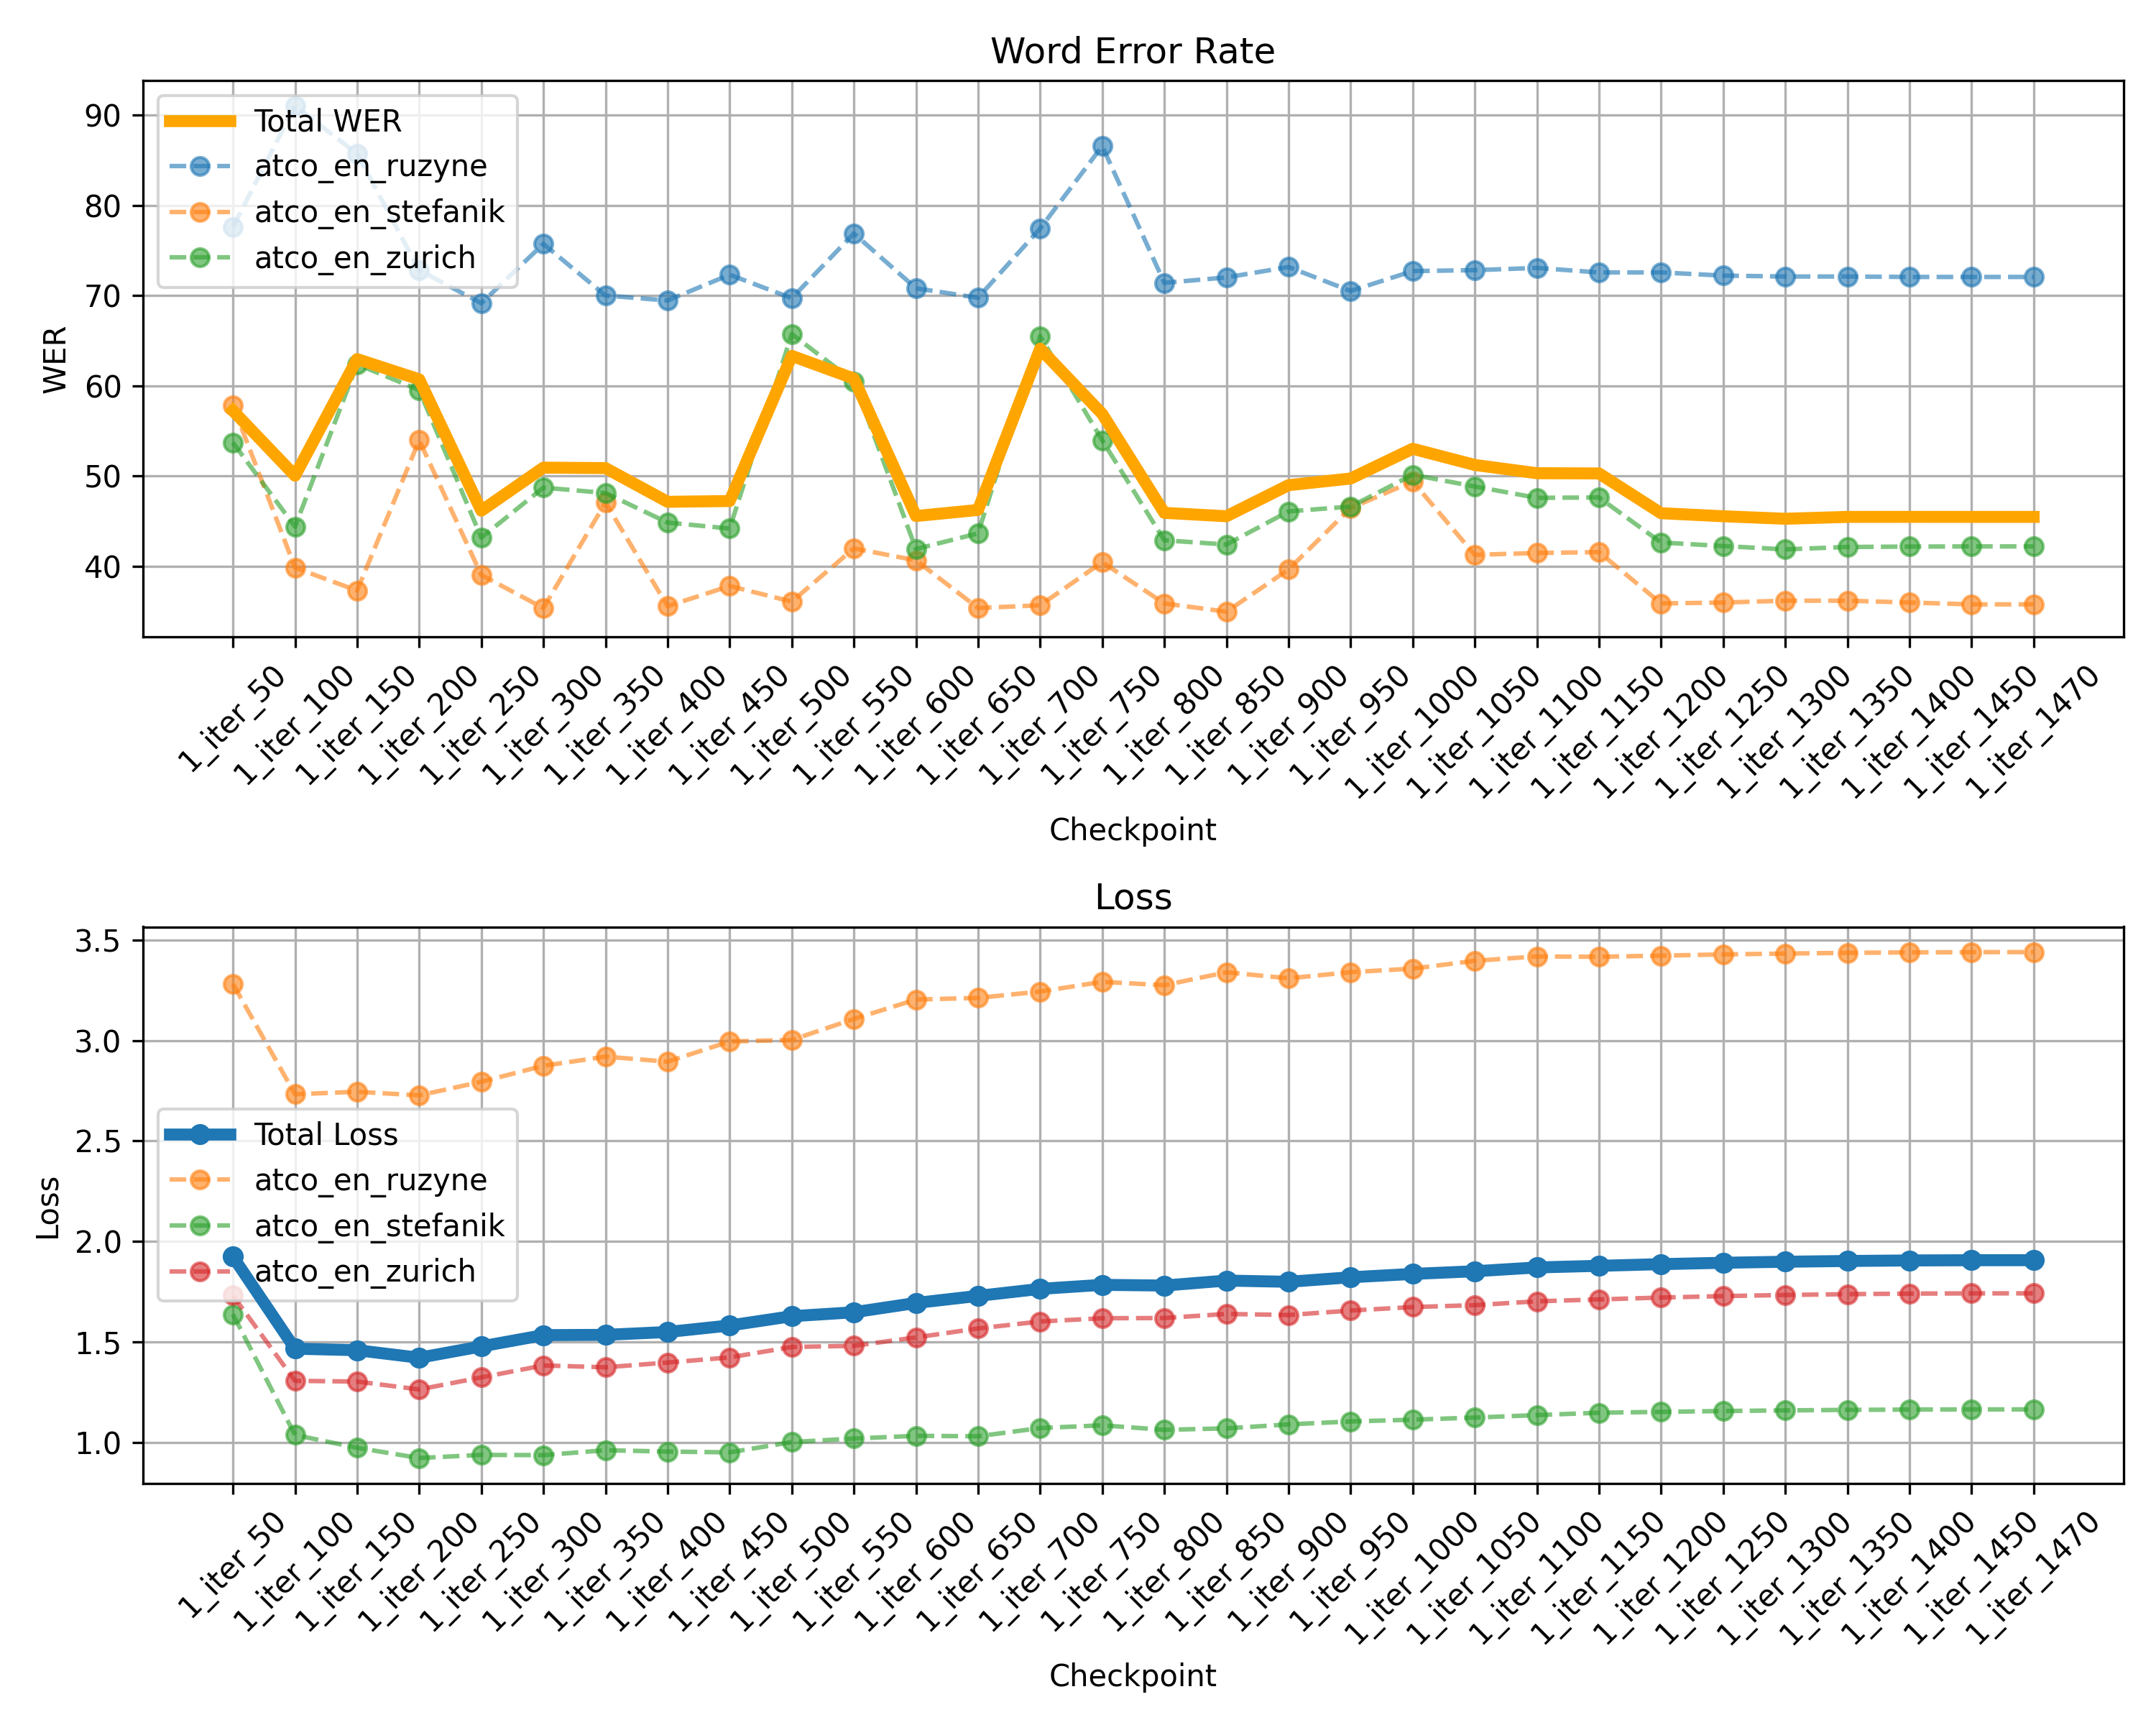 Word Error Rate
Total WER
atco_en_ruzyne
atco_en_stefanik
atco_en_zurich
WER
90
80
70
60
50
40
1_iter_50
1_iter_100
1_iter_150
1_iter_200
1_iter_250
1_iter_300
1_iter_350
1_iter_400
1_iter_450
1_iter_500
1_iter_550
1_iter_600
1_iter_650
1_iter_700
1_iter_750
1_iter_800
1_iter_850
1_iter_900
1_iter_950
1_iter_1000
1_iter_1050
1_iter_1100
1_iter_1150
1_iter_1200
1_iter_1250
1_iter_1300
1_iter_1350
1_iter_1400
1_iter_1450
1_iter_1470
Checkpoint
Loss
Total Loss
atco_en_ruzyne
atco_en_stefanik
atco_en_zurich
Loss
3.5
3.0
2.5
2.0
1.5
1.0
1_iter_50
1_iter_100
1_iter_150
1_iter_200
1_iter_250
1_iter_300
1_iter_350
1_iter_400
1_iter_450
1_iter_500
1_iter_550
1_iter_600
1_iter_650
1_iter_700
1_iter_750
1_iter_800
1_iter_850
1_iter_900
1_iter_950
1_iter_1000
1_iter_1050
1_iter_1100
1_iter_1150
1_iter_1200
1_iter_1250
1_iter_1300
1_iter_1350
1_iter_1400
1_iter_1450
1_iter_1470
Checkpoint